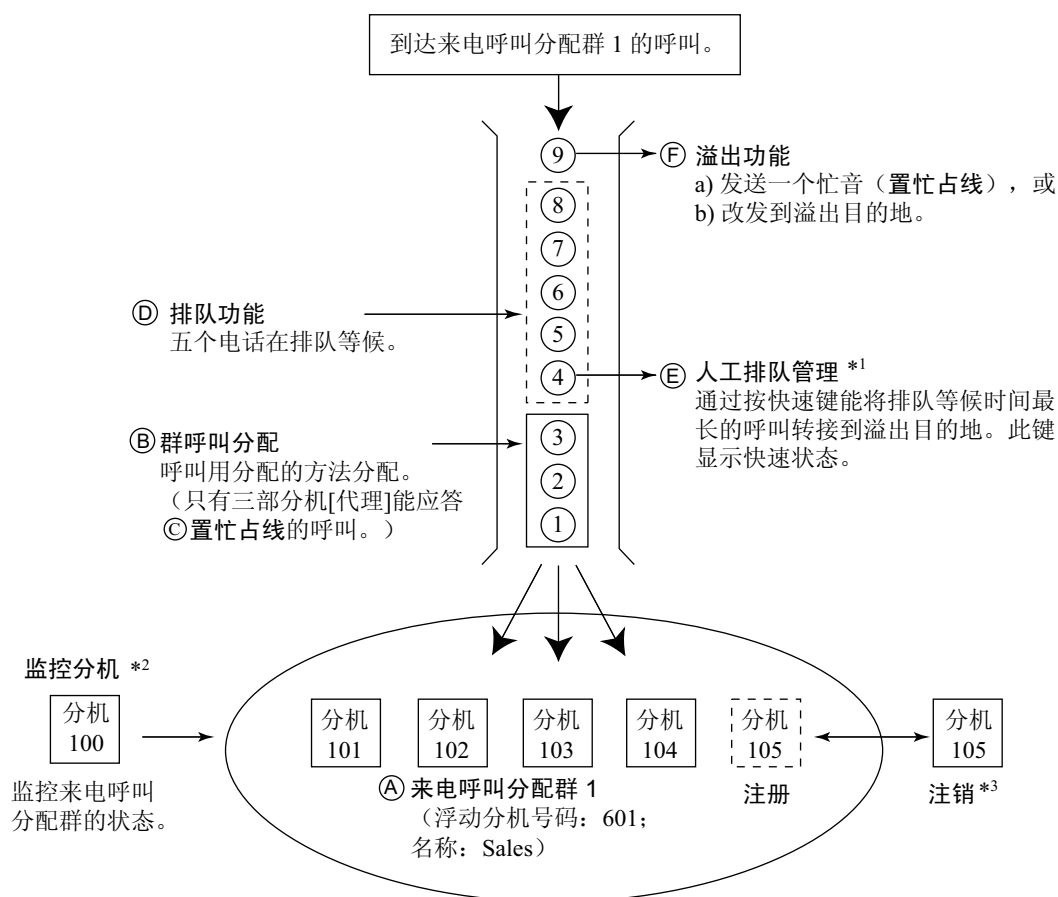 到达来电呼叫分配群 1 的呼叫。
⑨
Ⓕ 溢出功能
a) 发送一个忙音（置忙占线），或
b) 改发到溢出目的地。
⑧
⑦
⑥
⑤
④
Ⓓ 排队功能
五个电话在排队等候。
Ⓔ 人工排队管理 *1
通过按快速键能将排队等候时间最
长的呼叫转接到溢出目的地。此键
显示快速状态。
Ⓑ 群呼叫分配
呼叫用分配的方法分配。
（只有三部分机[代理]能应答
Ⓒ置忙占线的呼叫。）
③
②
①
监控分机 *2
分机
100
监控来电呼叫
分配群的状态。
分机
101
分机
102
分机
103
分机
104
分机
105
注册
分机
105
注销 *3
Ⓐ 来电呼叫分配群 1
（浮动分机号码：601；
名称：Sales）